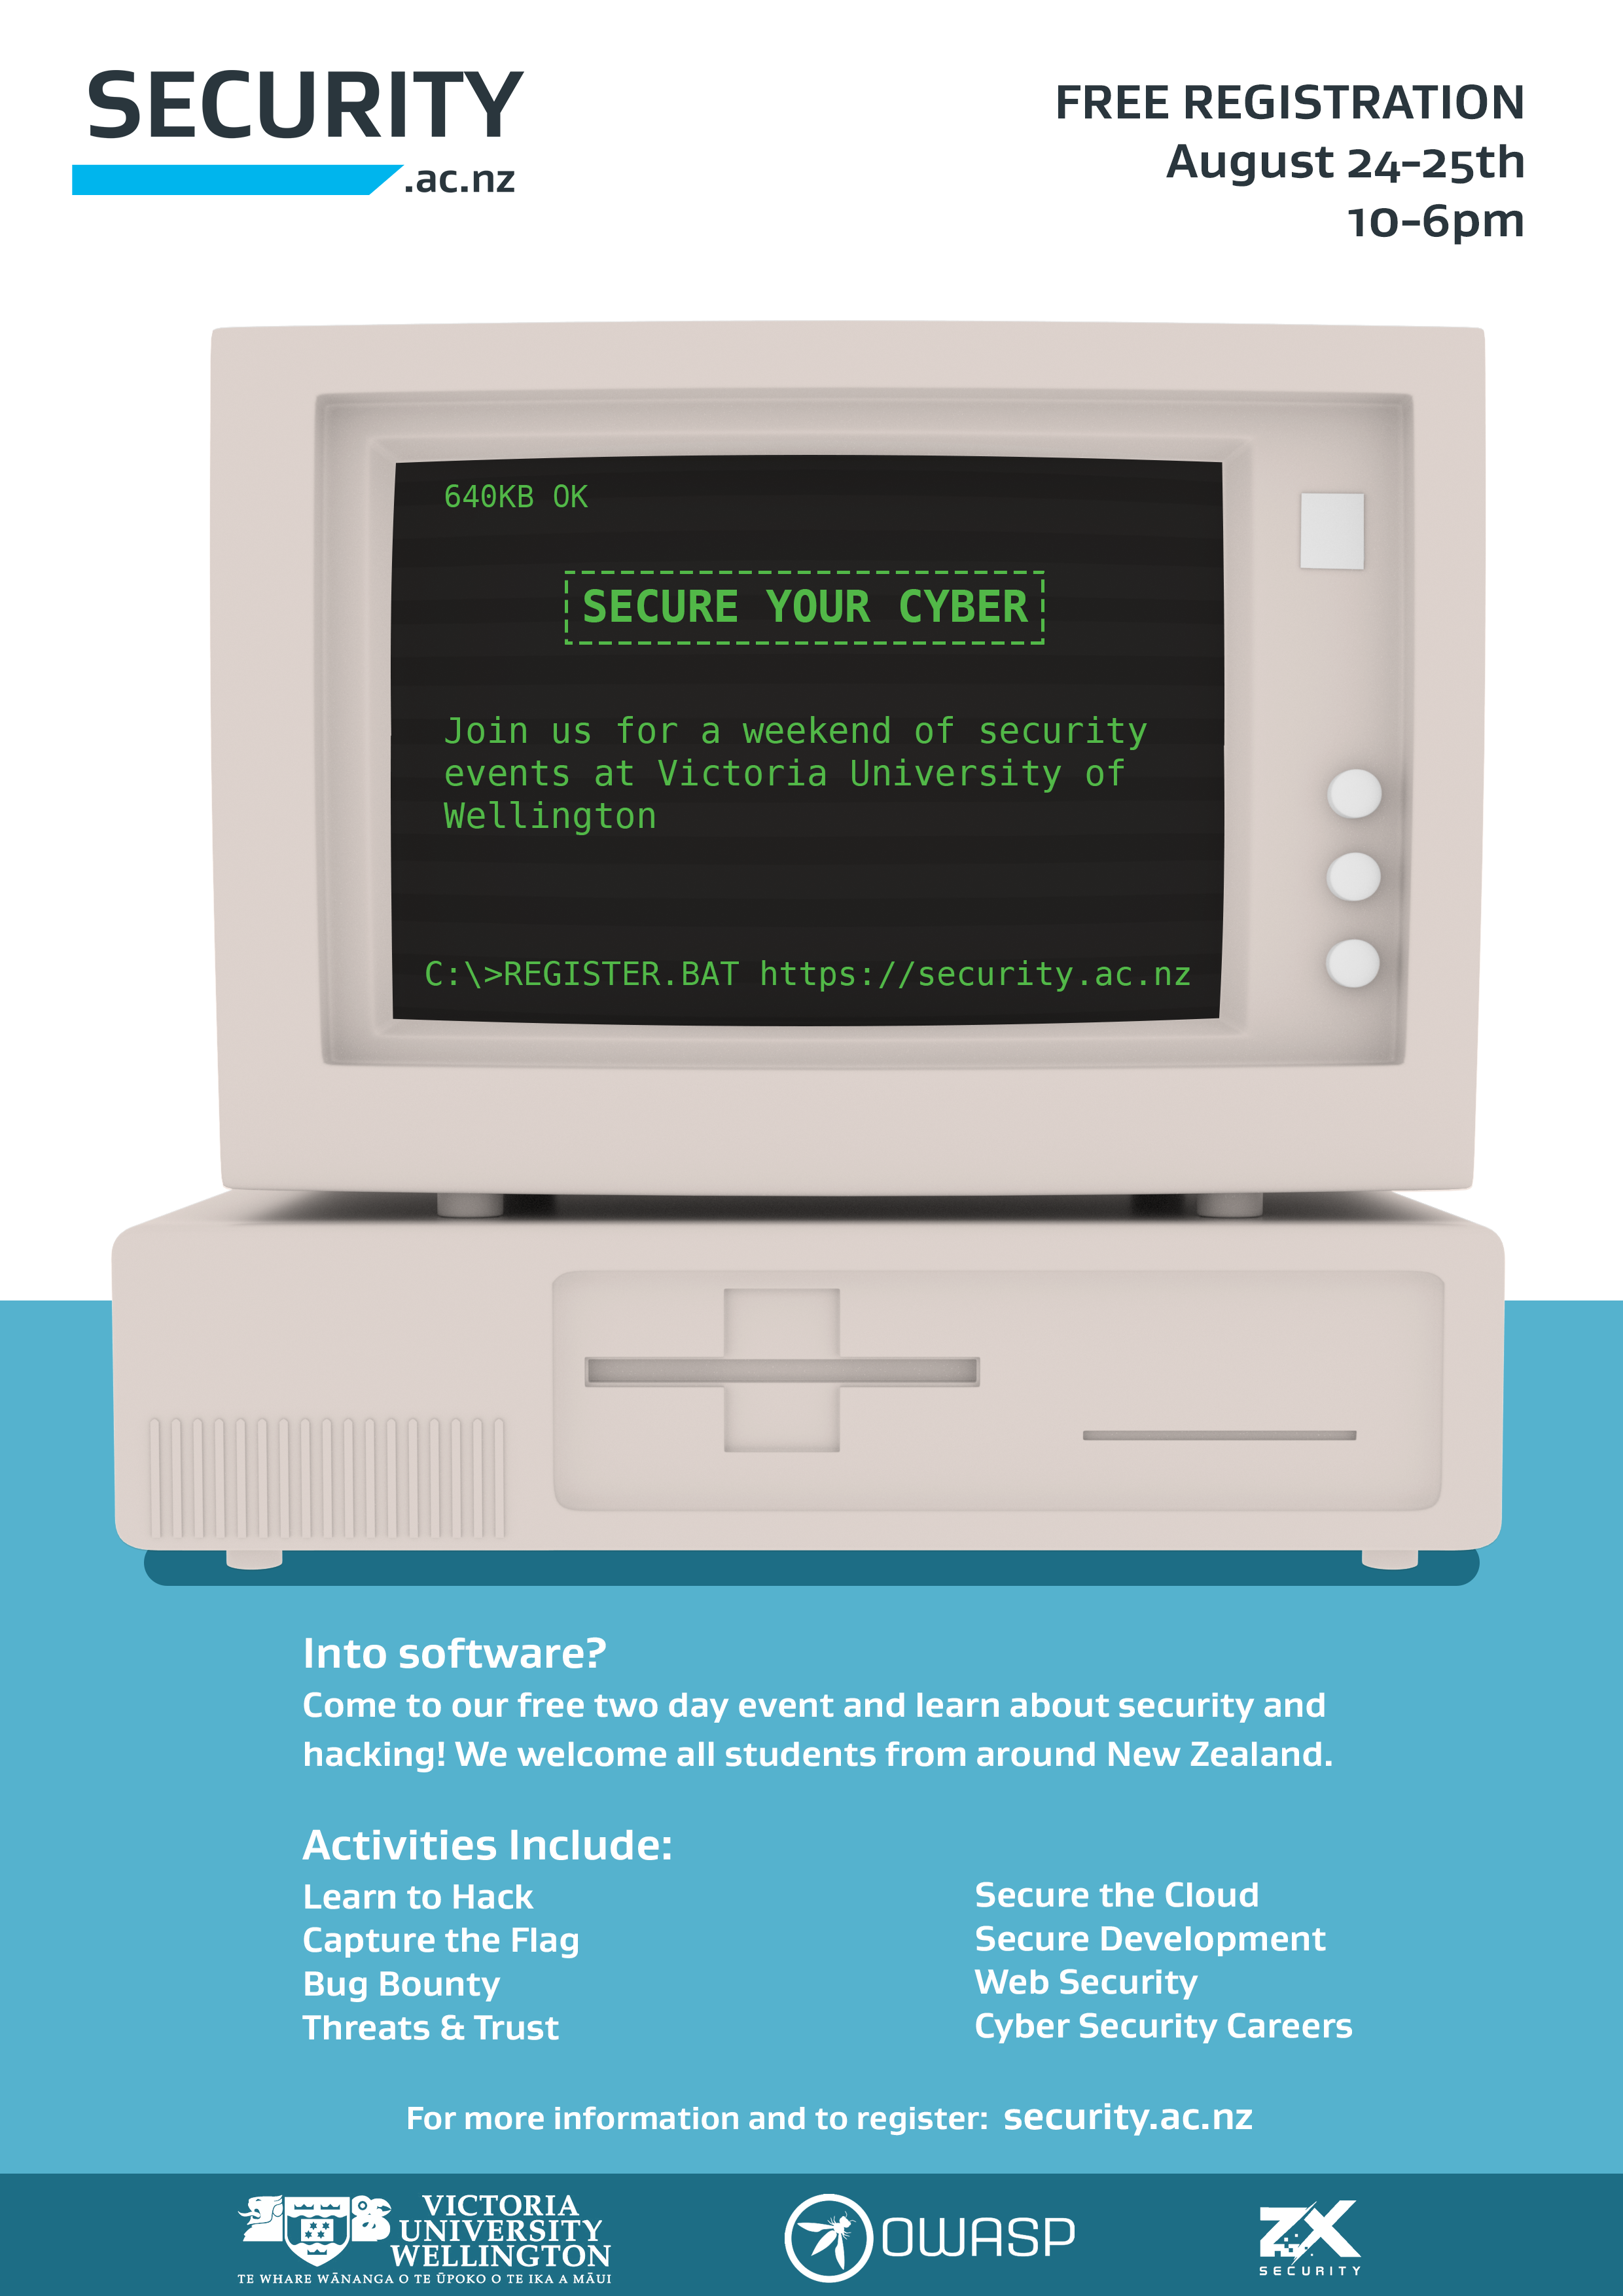 SECURITY
.ac.nz
FREE REGISTRATION
August 24-25th
10-6pm
640KB OK
SECURE YOUR CYBER
Join us for a weekend of security
events at Victoria University of
Wellington
C:\>REGISTER.BAT https://security.ac.nz
Into software?
Come to our free two day event and learn about security and
hacking! We welcome all students from around New Zealand.
Activities Include:
Learn to Hack
Capture the Flag
Bug Bounty
Threats & Trust
Secure the Cloud
Secure Development
Web Security
Cyber Security Careers
For more information and to register: security.ac.nz
VICTORIA
UNIVERSITY
WELLINGTON
TE WHARE WĀNANGA O TE ŪPOKO O TE IKA A MĀUI
OWASP
ZX
SECURITY